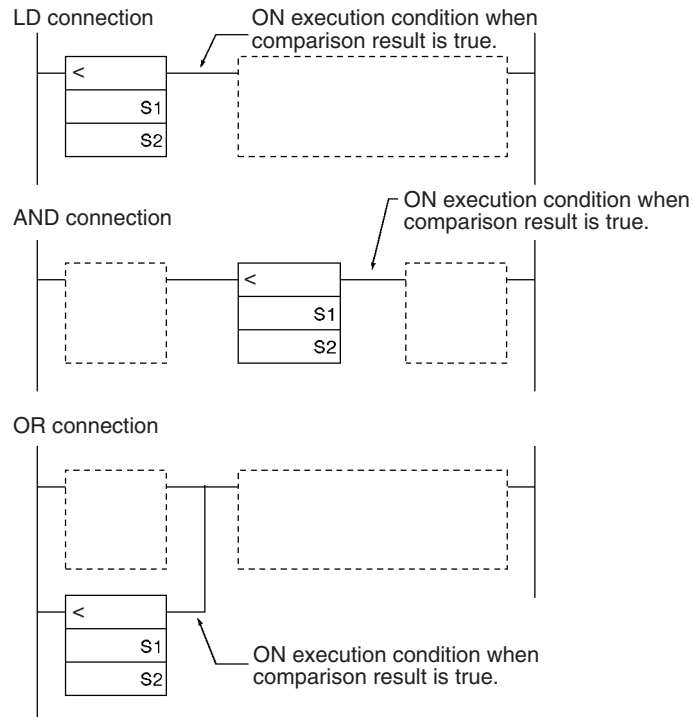 LD connection
ON execution condition when
comparison result is true.
<
S1
S2
AND connection
ON execution condition when
comparison result is true.
<
S1
S2
OR connection
<
S1
S2
ON execution condition when
comparison result is true.